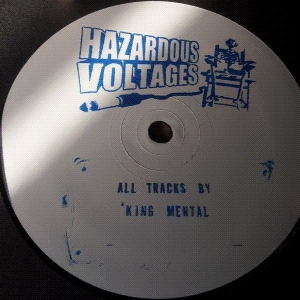 HAZARDOUS
VOLTAGES
ALL TRACKS BY
KING MENTAL